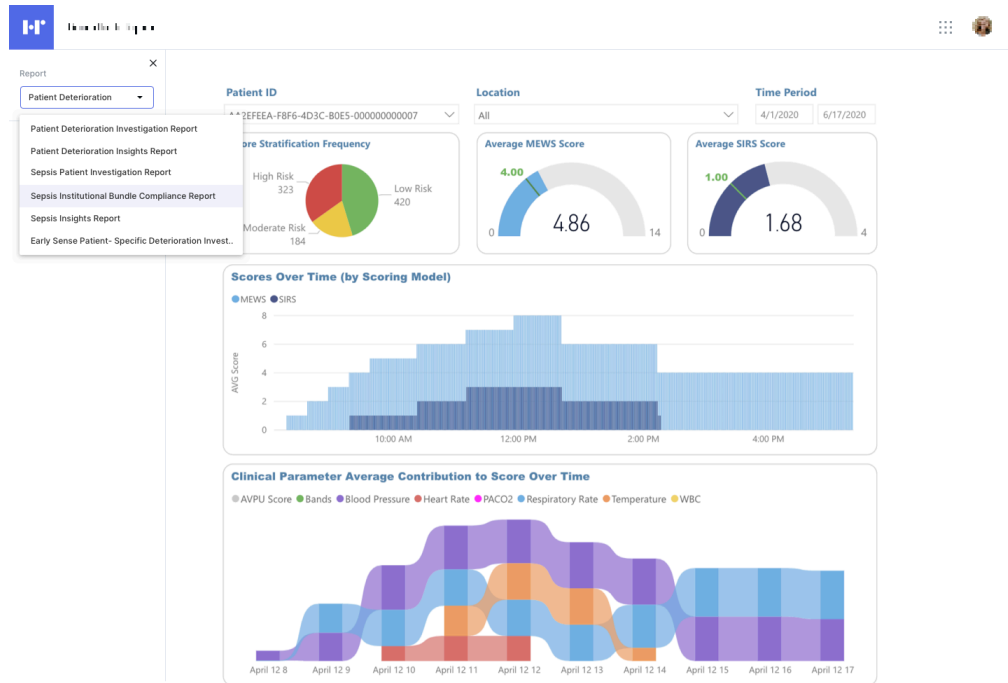 Report
Patient Deterioration
Patient Deterioration Investigation Report
Patient Deterioration Insights Report
Sepsis Patient Investigation Report
Sepsis Institutional Bundle Compliance Report
Sepsis Insights Report
Early Sense Patient- Specific Deterioration Invest..
Patient ID
Location
Time Period
All
4/1/2020
6/17/2020
Stratification Frequency
High Risk
323
Low Risk
420
Moderate Risk
184
Average MEWS Score
4.00
4.86
0
14
Average SIRS Score
1.00
1.68
0
4
Scores Over Time (by Scoring Model)
MEWS SIRS
8
6
4
2
0
AVG Score
10:00 AM 12:00 PM 2:00 PM 4:00 PM
Clinical Parameter Average Contribution to Score Over Time
AVPU Score Bands Blood Pressure Heart Rate PACO2 Respiratory Rate Temperature WBC
April 12 8 April 12 9 April 12 10 April 12 11 April 12 12 April 12 13 April 12 14 April 12 15 April 12 16 April 12 17